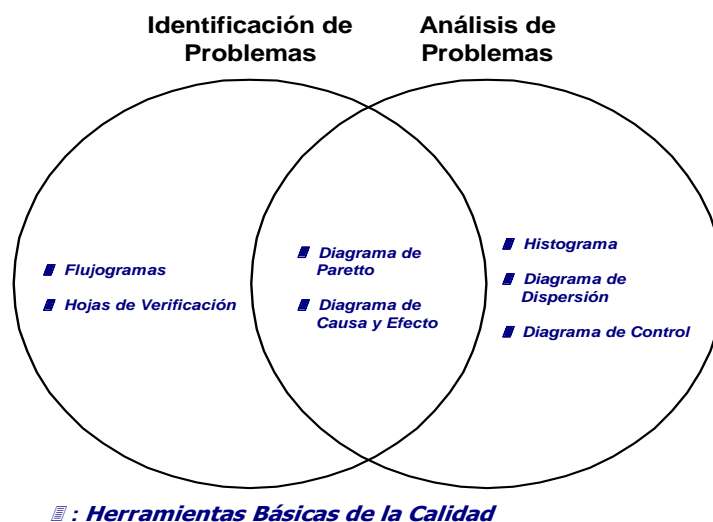 Identificación de
Problemas
Análisis de
Problemas
Flujogramas
Hojas de Verificación
Diagrama de
Paretto
Diagrama de
Causa y Efecto
Histograma
Diagrama de
Dispersión
Diagrama de Control
: Herramientas Básicas de la Calidad